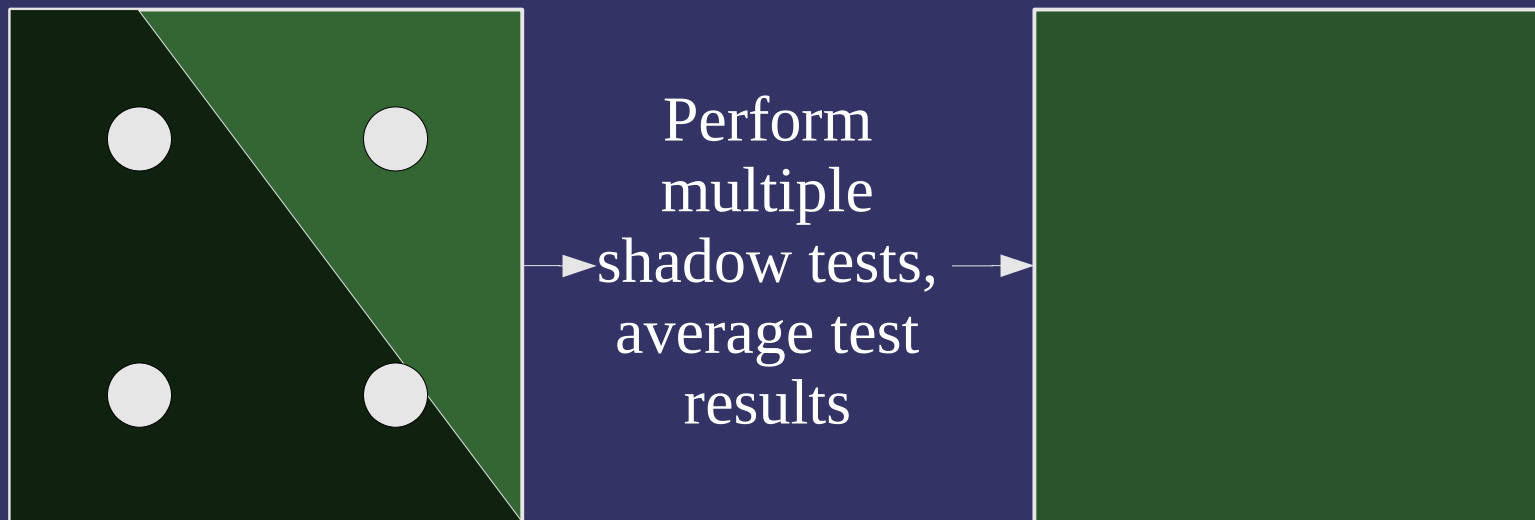 Perform
multiple
shadow tests,
average test
results